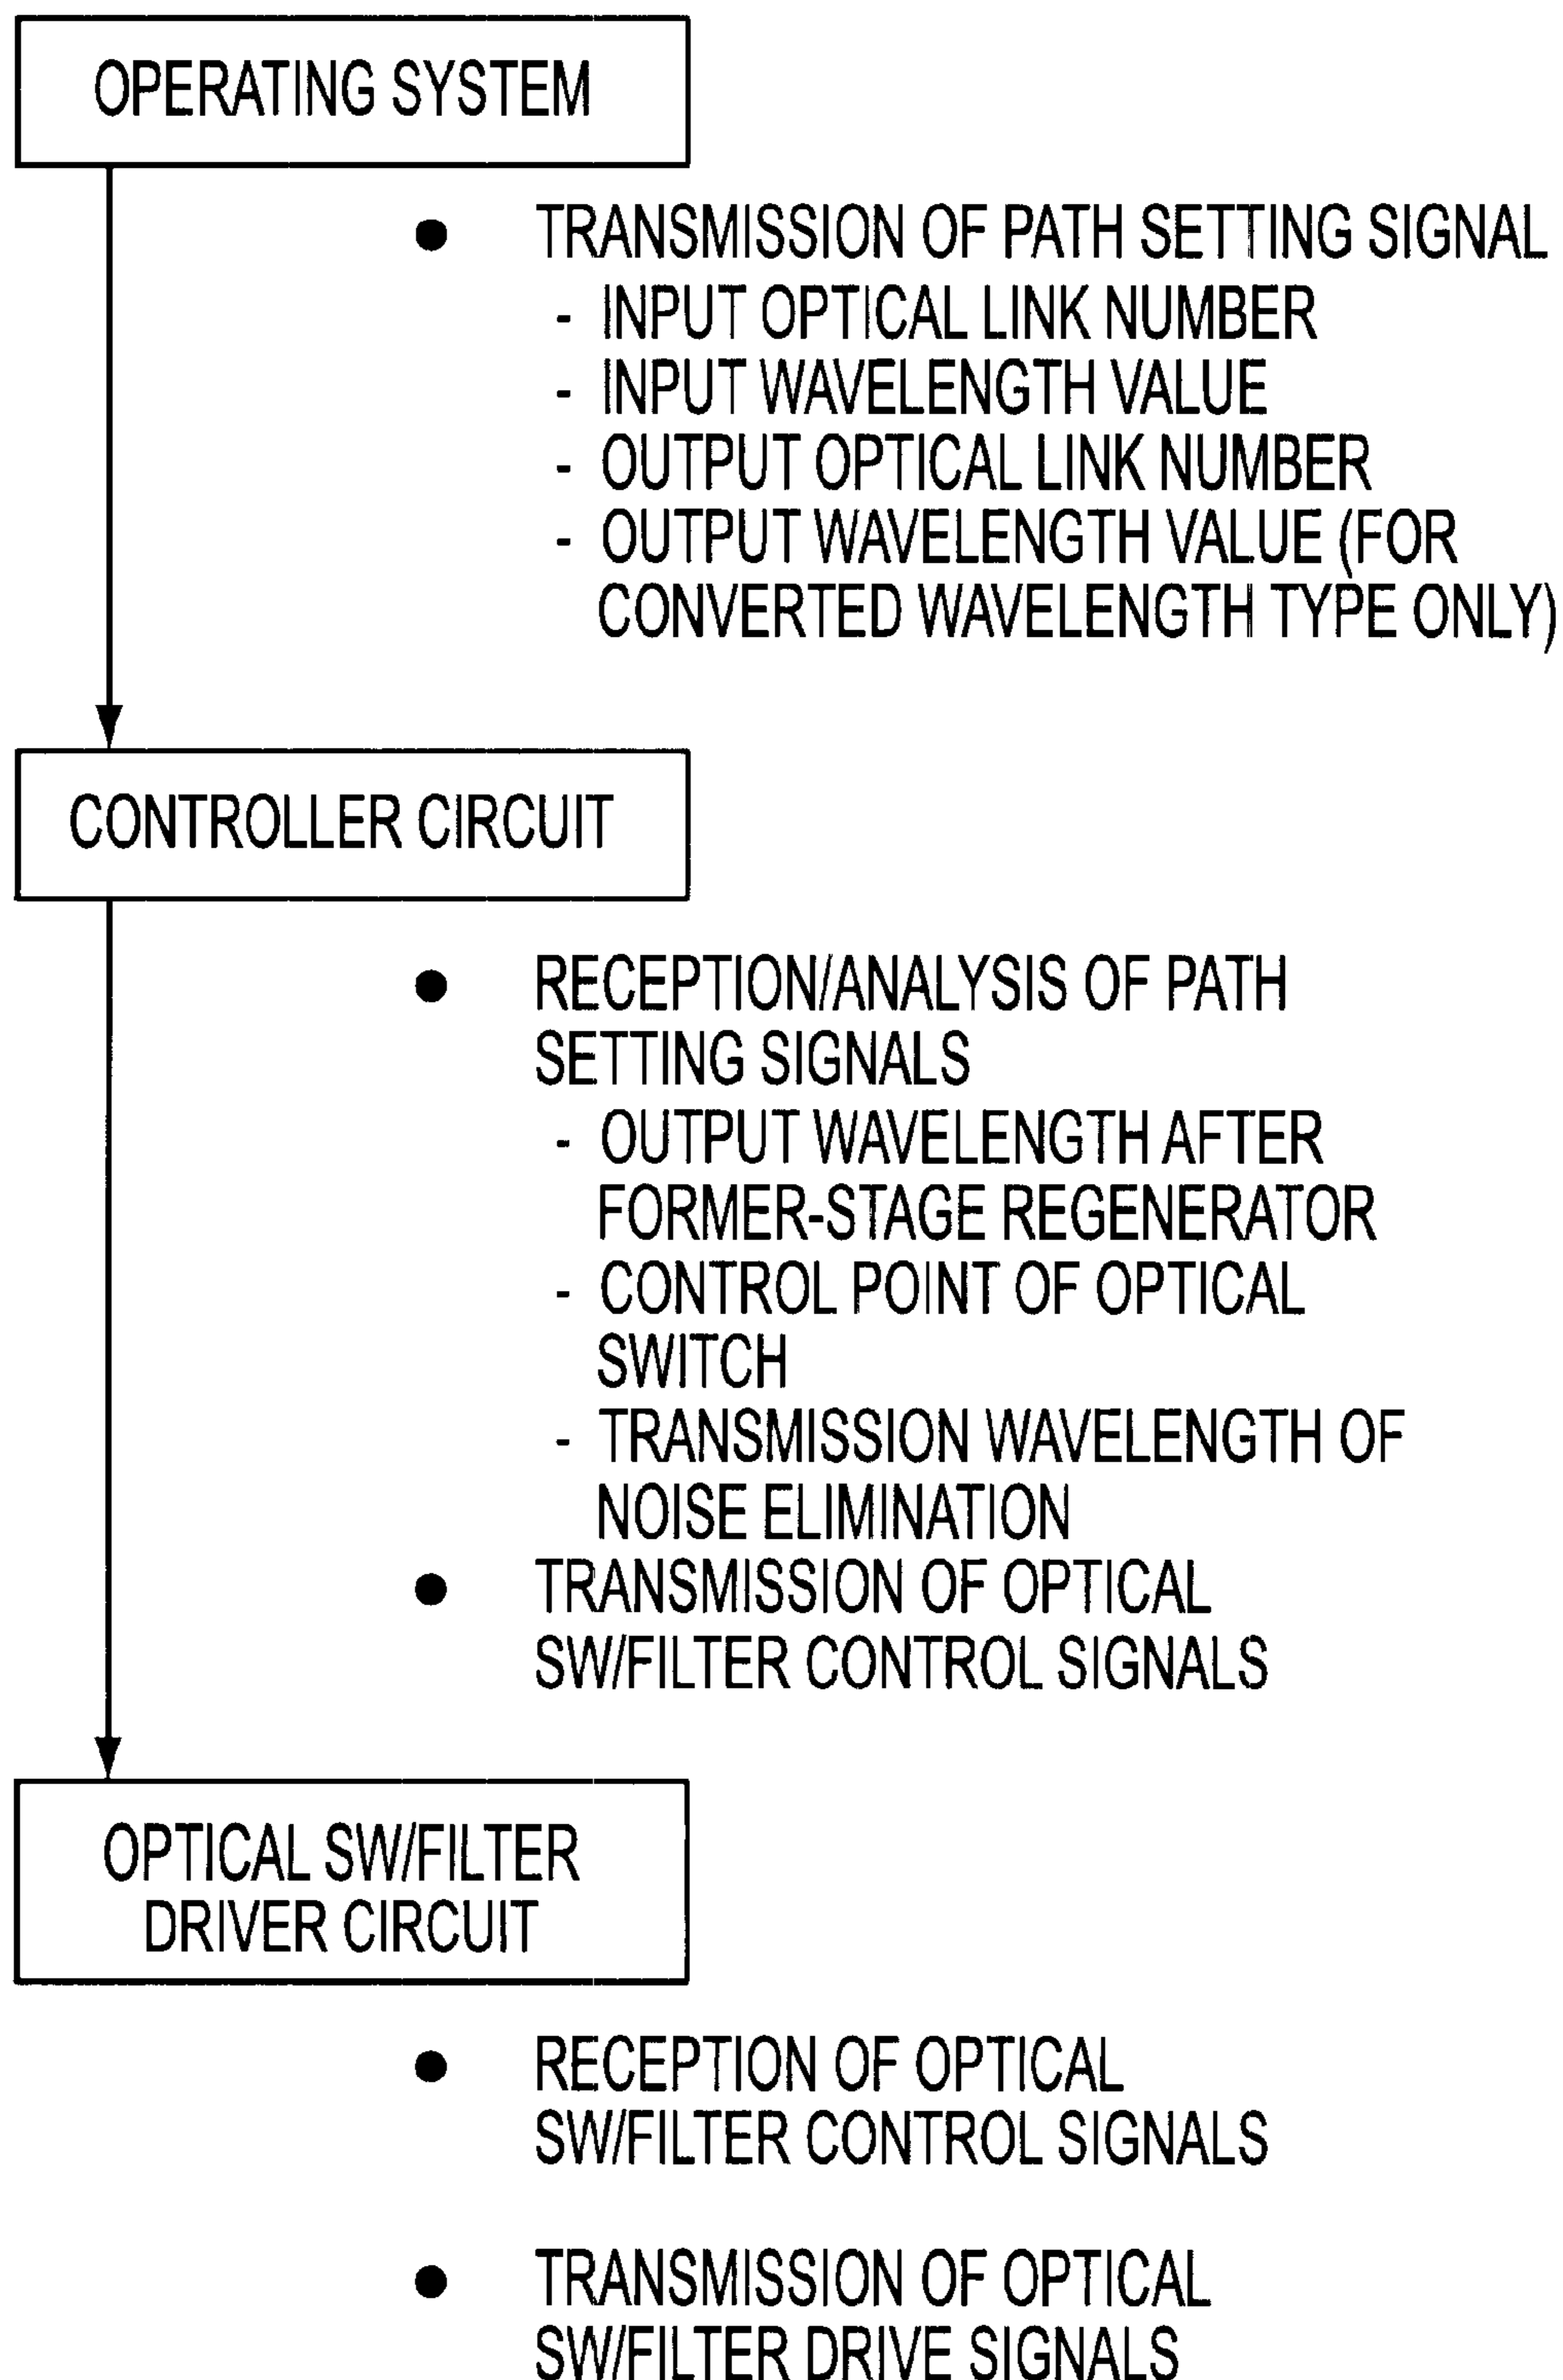 OPERATING SYSTEM
● TRANSMISSION OF PATH SETTING SIGNAL
- INPUT OPTICAL LINK NUMBER
- INPUT WAVELENGTH VALUE
- OUTPUT OPTICAL LINK NUMBER
- OUTPUT WAVELENGTH VALUE (FOR
CONVERTED WAVELENGTH TYPE ONLY)
CONTROLLER CIRCUIT
● RECEPTION/ANALYSIS OF PATH
SETTING SIGNALS
- OUTPUT WAVELENGTH AFTER
FORMER-STAGE REGENERATOR
- CONTROL POINT OF OPTICAL
SWITCH
- TRANSMISSION WAVELENGTH OF
NOISE ELIMINATION
● TRANSMISSION OF OPTICAL
SW/FILTER CONTROL SIGNALS
OPTICAL SW/FILTER
DRIVER CIRCUIT
● RECEPTION OF OPTICAL
SW/FILTER CONTROL SIGNALS
● TRANSMISSION OF OPTICAL
SW/FILTER DRIVE SIGNALS